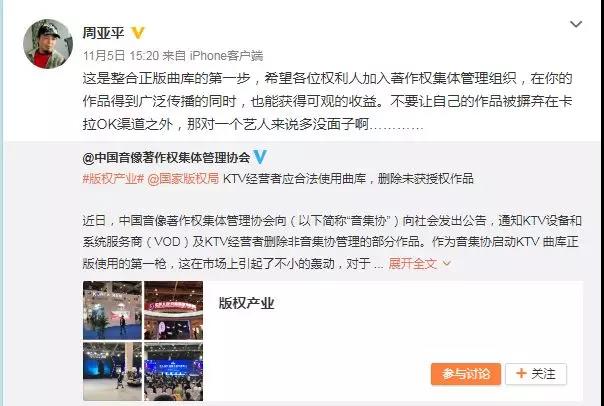 周亚平
11月5日 15:20 来自 iPhone客户端
这是整合正版曲库的第一步，希望各位权利人加入著作权集体管理组织，在你的
作品得到广泛传播的同时，也能获得可观的收益。不要让自己的作品被摒弃在卡
拉OK渠道之外，那对一个艺人来说多没面子啊…………
@中国音像著作权集体管理协会
#版权产业# @国家版权局 KTV经营者应合法使用曲库，删除未获授权作品
近日，中国音像著作权集体管理协会向（以下简称“音集协”）向社会发出公告，通知KTV设备和
系统服务商（VOD）及KTV经营者删除非音集协管理的部分作品。作为音集协启动KTV 曲库正
版使用的第一枪，这在市场上引起了不小的轰动，对于 ... 展开全文
版权产业
参与讨论
+ 关注